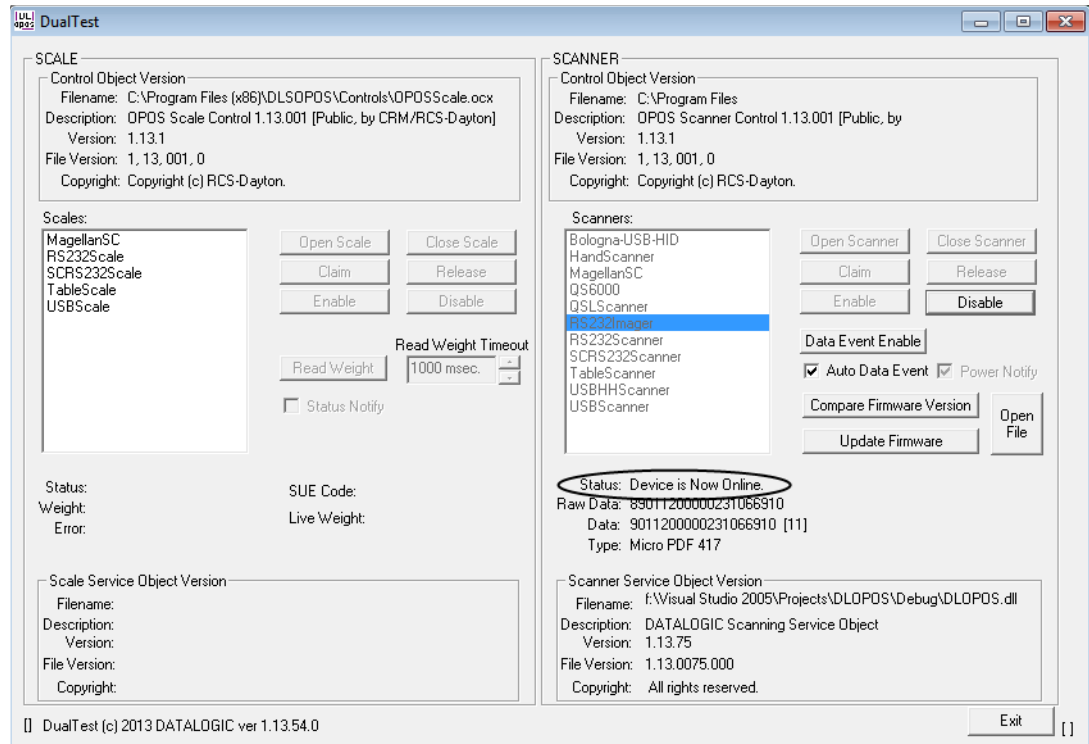 UL
opos DualTest
SCALE
Control Object Version
Filename: C:\Program Files (x86)\DLSOPOS\Controls\OPOSScale.ocx
Description: OPOS Scale Control 1.13.001 [Public, by CRM/RCS-Dayton]
Version: 1.13.1
File Version: 1, 13, 001, 0
Copyright: Copyright (c) RCS-Dayton.
Scales:
MagellanSC
RS232Scale
SCRS232Scale
TableScale
USBScale
Open Scale
Close Scale
Claim
Release
Enable
Disable
Read Weight Timeout
Read Weight
1000 msec.
Status Notify
Status:
Weight:
Error:
SUE Code:
Live Weight:
Scale Service Object Version
Filename:
Description:
Version:
File Version:
Copyright:
SCANNER
Control Object Version
Filename: C:\Program Files
Description: OPOS Scanner Control 1.13.001 [Public, by
Version: 1.13.1
File Version: 1, 13, 001, 0
Copyright: Copyright (c) RCS-Dayton.
Scanners:
Bologna-USB-HID
HandScanner
MagellanSC
QS6000
QSLScanner
RS232Imager
RS232Scanner
SCRS232Scanner
TableScanner
USBHHScanner
USBScanner
Open Scanner
Close Scanner
Claim
Release
Enable
Disable
Data Event Enable
Auto Data Event
Power Notify
Compare Firmware Version
Update Firmware
Open
File
Status: Device is Now Online.
Raw Data: 89011200000231066910
Data: 9011200000231066910 [11]
Type: Micro PDF 417
Scanner Service Object Version
Filename: f:\Visual Studio 2005\Projects\DLOPOS\Debug\DLOPOS.dll
Description: DATALOGIC Scanning Service Object
Version: 1.13.75
File Version: 1.13.0075.000
Copyright: All rights reserved.
[] DualTest (c) 2013 DATALOGIC ver 1.13.54.0
Exit
[ ]